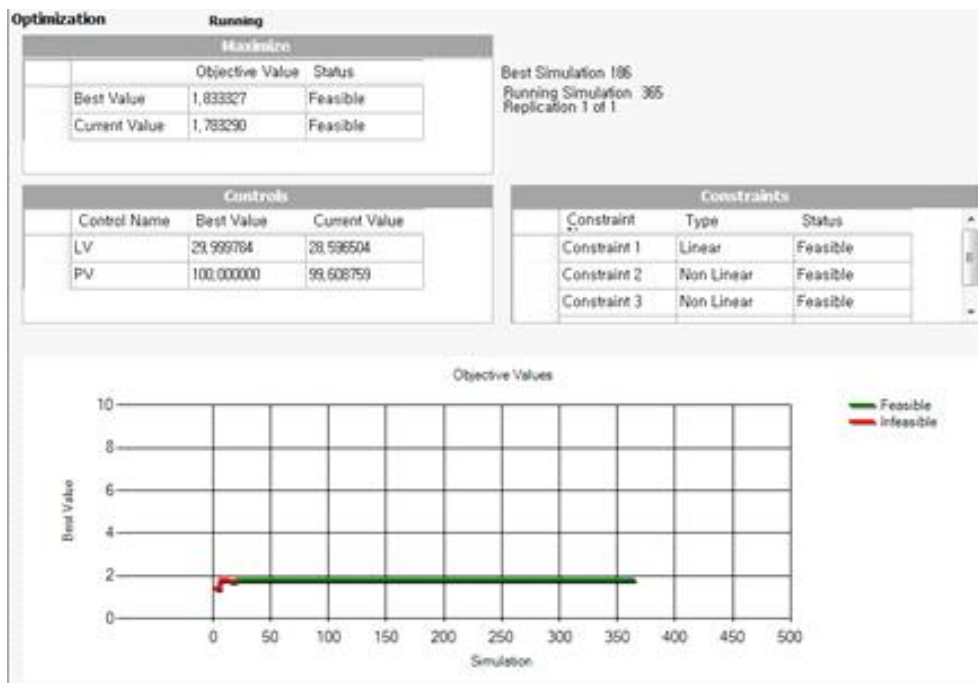 Optimization Running
Maximize
Objective Value Status
Best Value 1,833327 Feasible
Current Value 1,783290 Feasible
Best Simulation 186
Running Simulation 365
Replication 1 of 1
Controls
Control Name Best Value Current Value
LV 29,999784 28,596504
PV 100,000000 99,608759
Constraints
Constraint Type Status
Constraint 1 Linear Feasible
Constraint 2 Non Linear Feasible
Constraint 3 Non Linear Feasible
Objective Values
10
8
6
4
2
0
Best Value
0 50 100 150 200 250 300 350 400 450 500
Simulation
Feasible
Infeasible